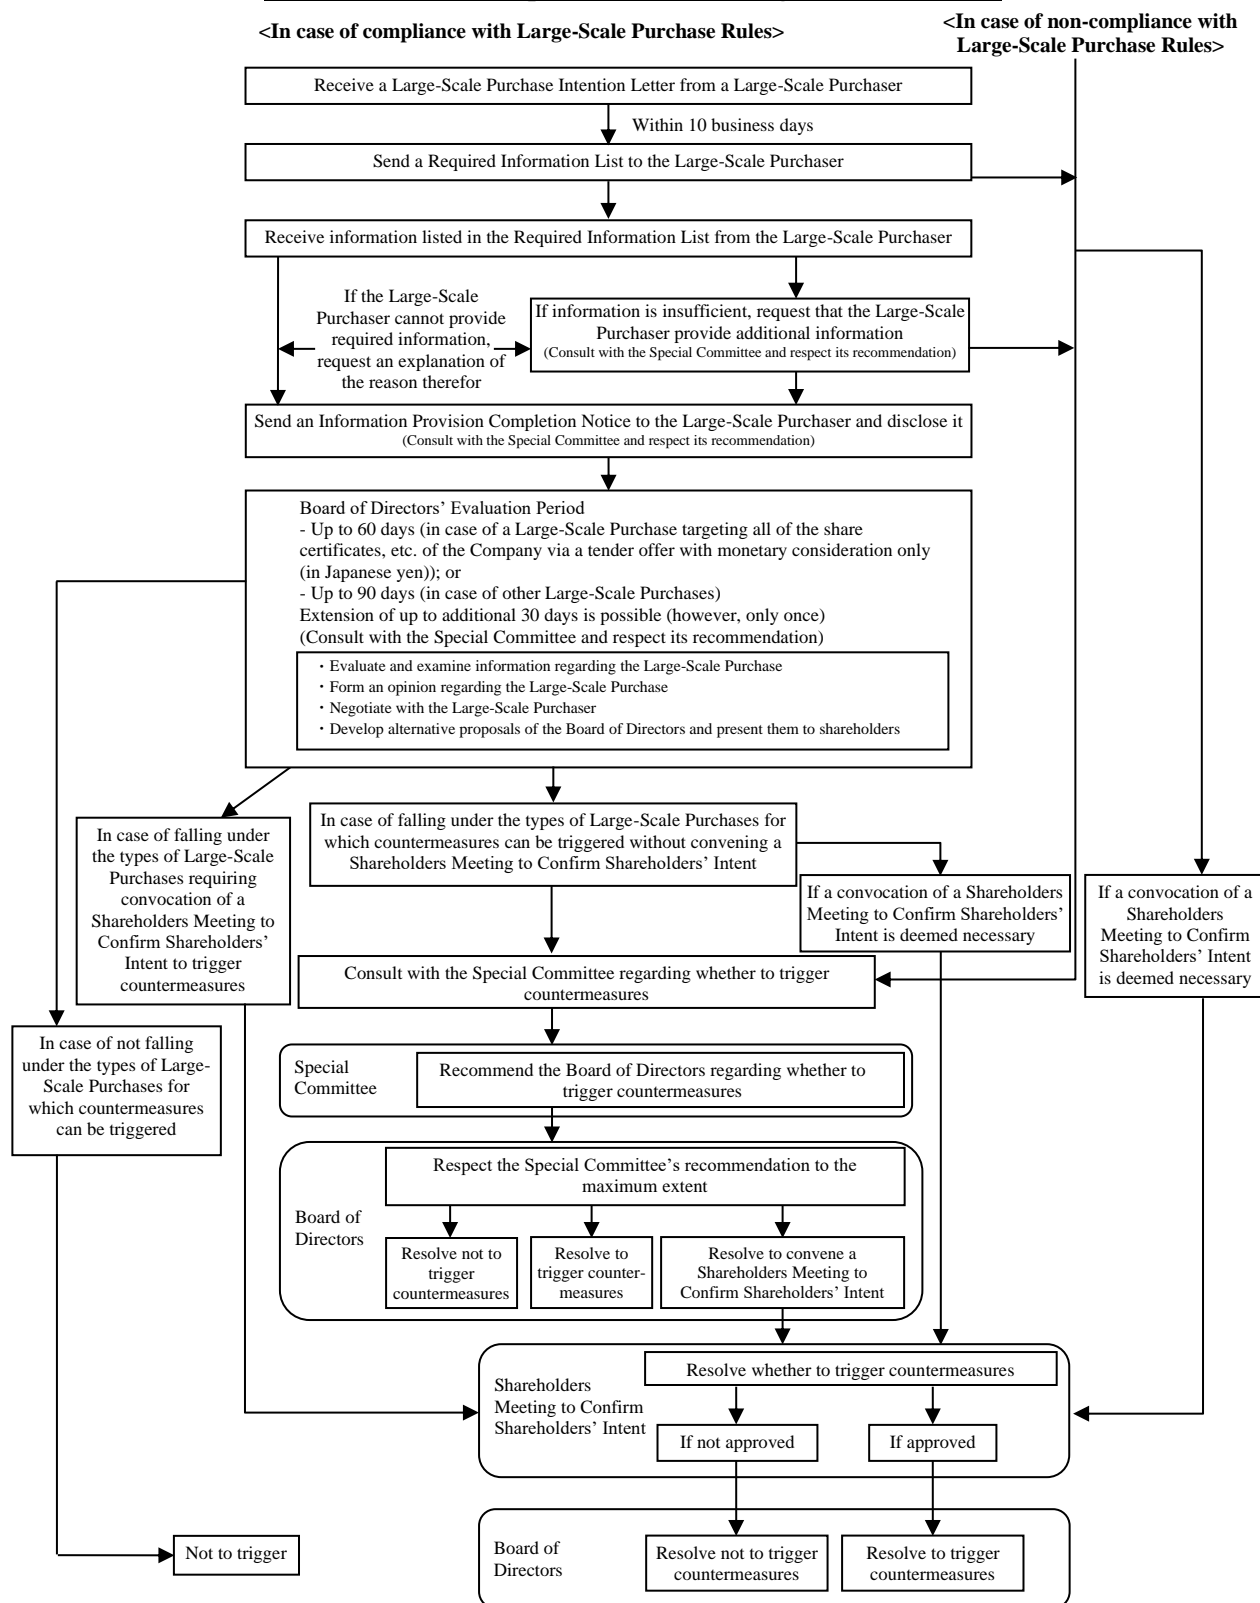 <In case of compliance with Large-Scale Purchase Rules>
<In case of non-compliance with
Large-Scale Purchase Rules>
Receive a Large-Scale Purchase Intention Letter from a Large-Scale Purchaser
Within 10 business days
Send a Required Information List to the Large-Scale Purchaser
Receive information listed in the Required Information List from the Large-Scale Purchaser
If the Large-Scale
Purchaser cannot provide
required information,
request an explanation of
the reason therefor
If information is insufficient, request that the Large-Scale
Purchaser provide additional information
(Consult with the Special Committee and respect its recommendation)
Send an Information Provision Completion Notice to the Large-Scale Purchaser and disclose it
(Consult with the Special Committee and respect its recommendation)
Board of Directors’ Evaluation Period
- Up to 60 days (in case of a Large-Scale Purchase targeting all of the share
certificates, etc. of the Company via a tender offer with monetary consideration only
(in Japanese yen)); or
- Up to 90 days (in case of other Large-Scale Purchases)
Extension of up to additional 30 days is possible (however, only once)
(Consult with the Special Committee and respect its recommendation)
・Evaluate and examine information regarding the Large-Scale Purchase
・Form an opinion regarding the Large-Scale Purchase
・Negotiate with the Large-Scale Purchaser
・Develop alternative proposals of the Board of Directors and present them to shareholders
In case of falling under
the types of Large-Scale
Purchases requiring
convocation of a
Shareholders Meeting to
Confirm Shareholders’
Intent to trigger
countermeasures
In case of falling under the types of Large-Scale Purchases for
which countermeasures can be triggered without convening a
Shareholders Meeting to Confirm Shareholders’ Intent
If a convocation of a Shareholders
Meeting to Confirm Shareholders’
Intent is deemed necessary
If a convocation of a
Shareholders
Meeting to Confirm
Shareholders’ Intent
is deemed necessary
Consult with the Special Committee regarding whether to trigger
countermeasures
In case of not falling
under the types of Large-
Scale Purchases for
which countermeasures
can be triggered
Special
Committee
Recommend the Board of Directors regarding whether to
trigger countermeasures
Board of
Directors
Respect the Special Committee’s recommendation to the
maximum extent
Resolve not to
trigger
countermeasures
Resolve to
trigger counter-
measures
Resolve to convene a
Shareholders Meeting to
Confirm Shareholders’ Intent
Shareholders
Meeting to Confirm
Shareholders’ Intent
Resolve whether to trigger countermeasures
If not approved
If approved
Not to trigger
Board of
Directors
Resolve not to trigger
countermeasures
Resolve to trigger
countermeasures